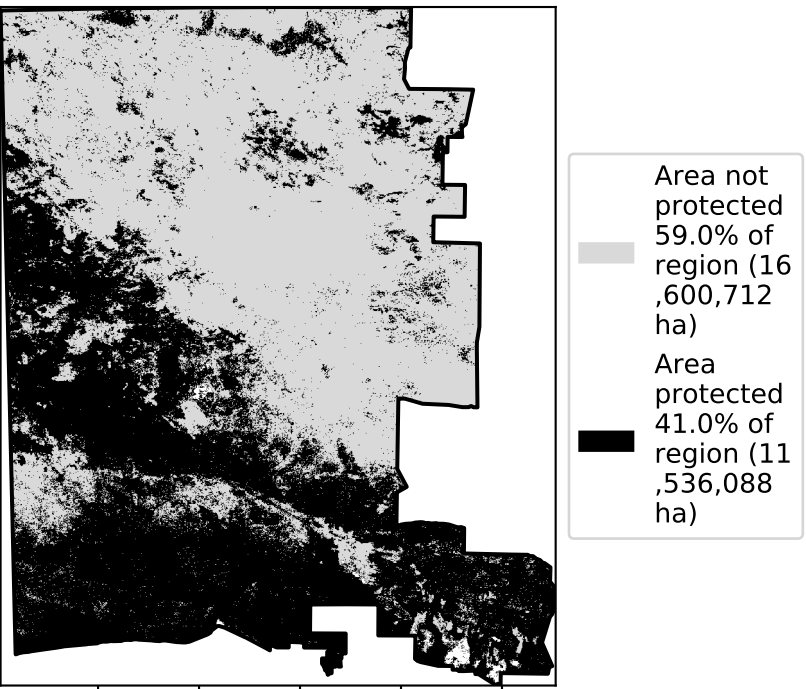 Area not
protected
59.0% of
region (16
,600,712
ha)
Area
protected
41.0% of
region (11
,536,088
ha)